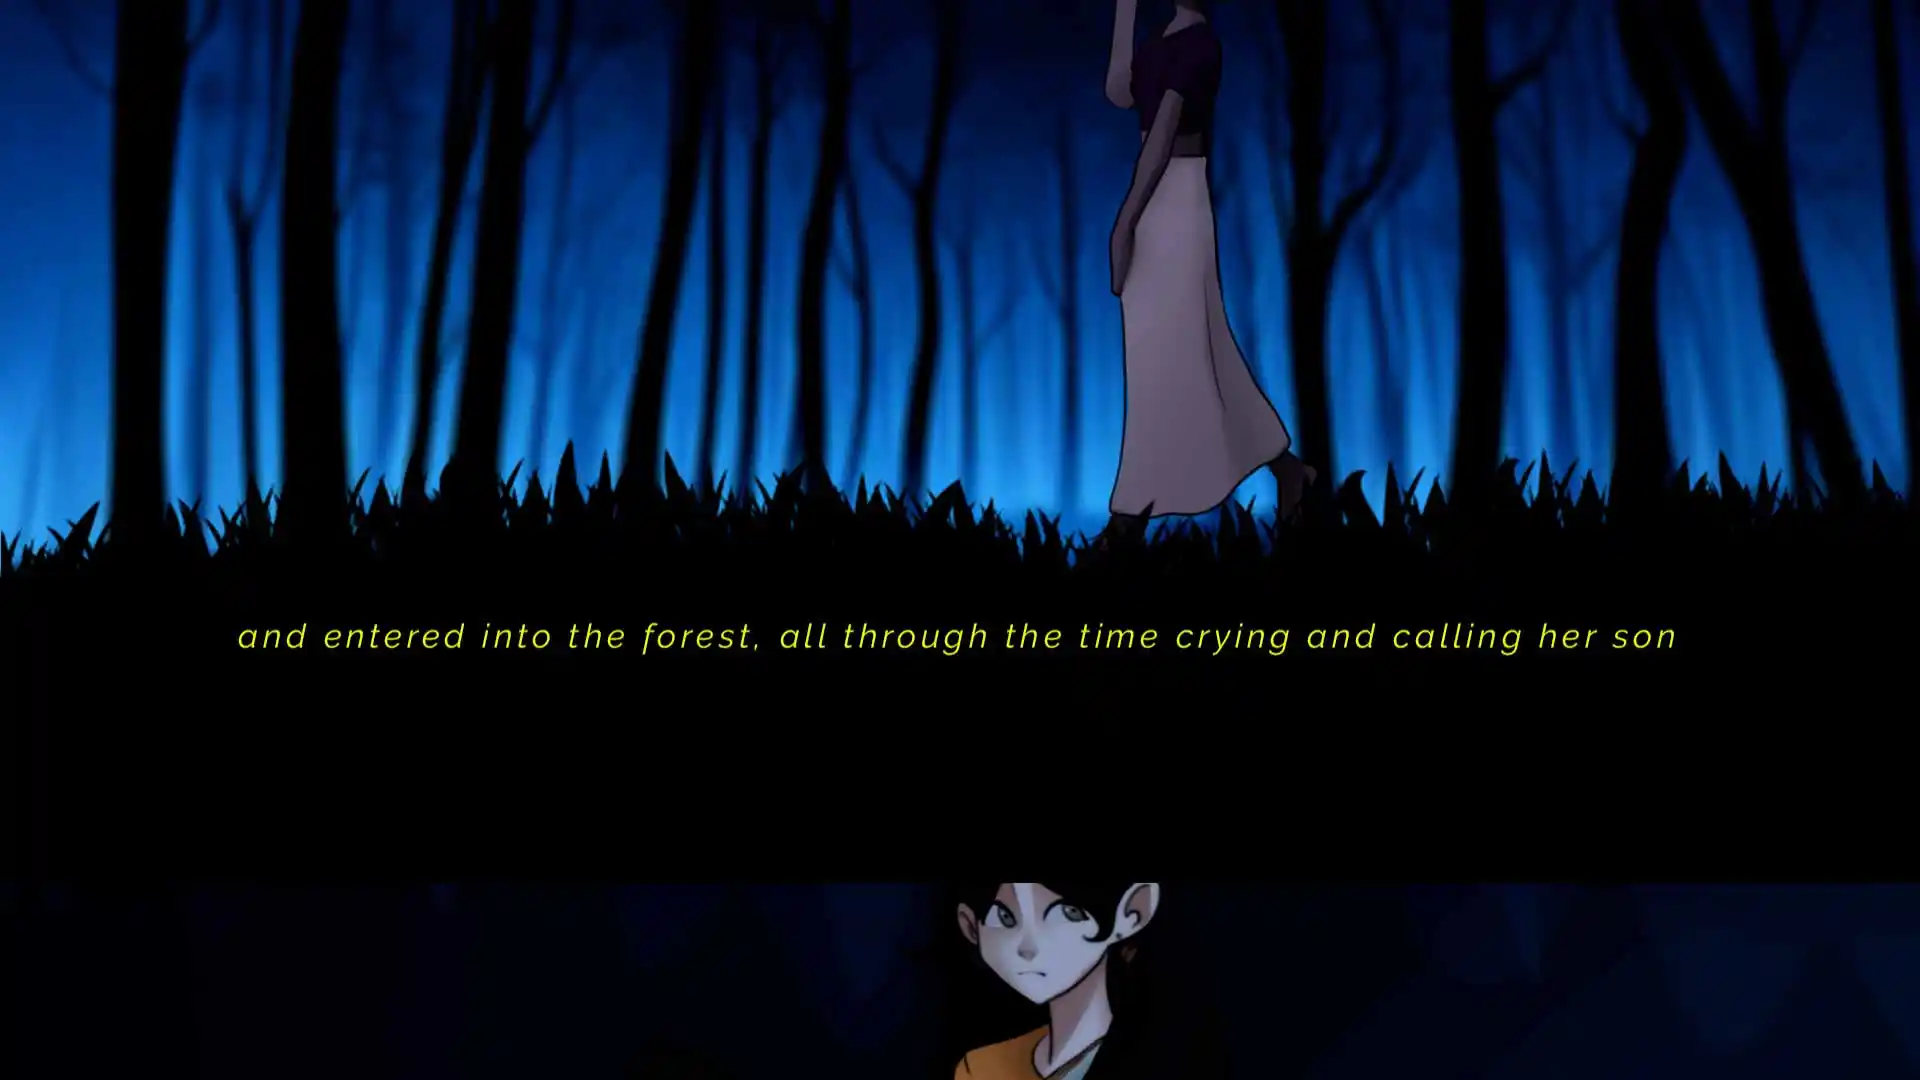 and entered into the forest, all through the time crying and calling her son